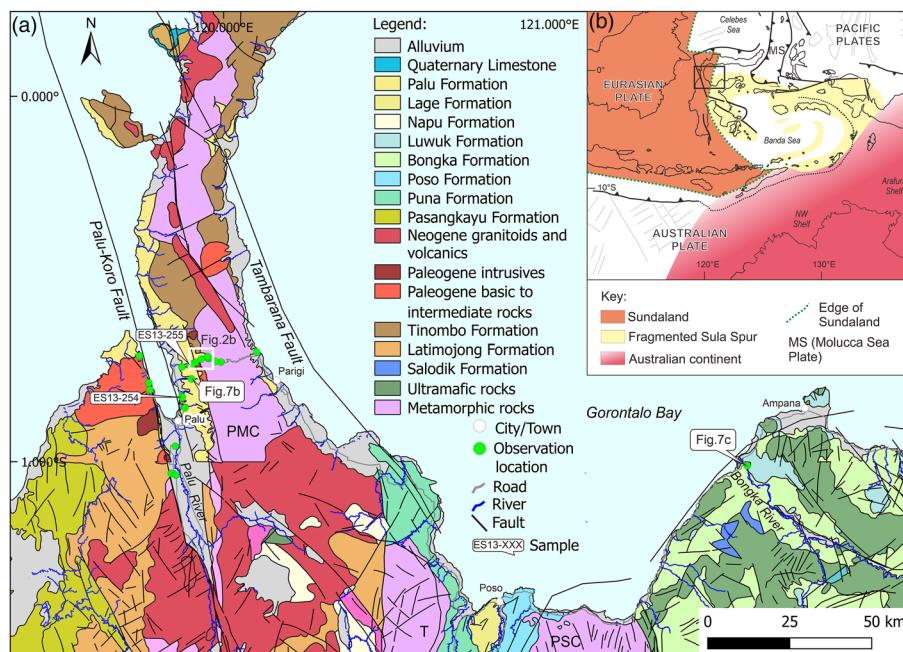 (a)
N
120.000°E
0.000°
1.000°S
Palu-Koro Fault
Tambarana Fault
ES13-255
Fig.2b
Parigi
Fig.7b
ES13-254
Palu
PMC
Palu River
T
Poso
PSC
Legend:
121.000°E
Alluvium
Quaternary Limestone
Palu Formation
Lage Formation
Napu Formation
Luwuk Formation
Bongka Formation
Poso Formation
Puna Formation
Pasangkayu Formation
Neogene granitoids and
volcanics
Paleogene intrusives
Paleogene basic to
intermediate rocks
Tinombo Formation
Latimojong Formation
Salodik Formation
Ultramafic rocks
Metamorphic rocks
City/Town
Observation
location
Road
River
Fault
ES13-XXX
Sample
Gorontalo Bay
Ampana
Fig.7c
Bongka River
0
25
50 km
(b)
Celebes
Sea
PACIFIC
PLATES
MS
0°
EURASIAN
PLATE
Banda Sea
10°S
Arafura
Shelf
NW
Shelf
AUSTRALIAN
PLATE
120°E
130°E
Key:
Sundaland
Fragmented Sula Spur
Australian continent
Edge of
Sundaland
MS (Molucca Sea
Plate)